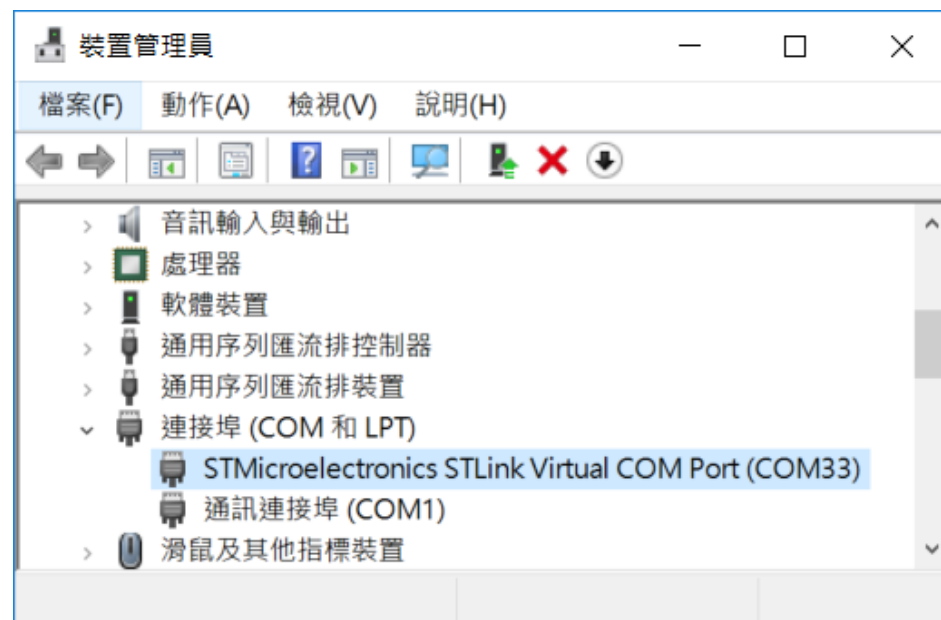 裝置管理員
檔案(F) 動作(A) 檢視(V) 說明(H)
音訊輸入與輸出
處理器
軟體裝置
通用序列匯流排控制器
通用序列匯流排裝置
連接埠 (COM 和 LPT)
STMicroelectronics STLink Virtual COM Port (COM33)
通訊連接埠 (COM1)
滑鼠及其他指標裝置